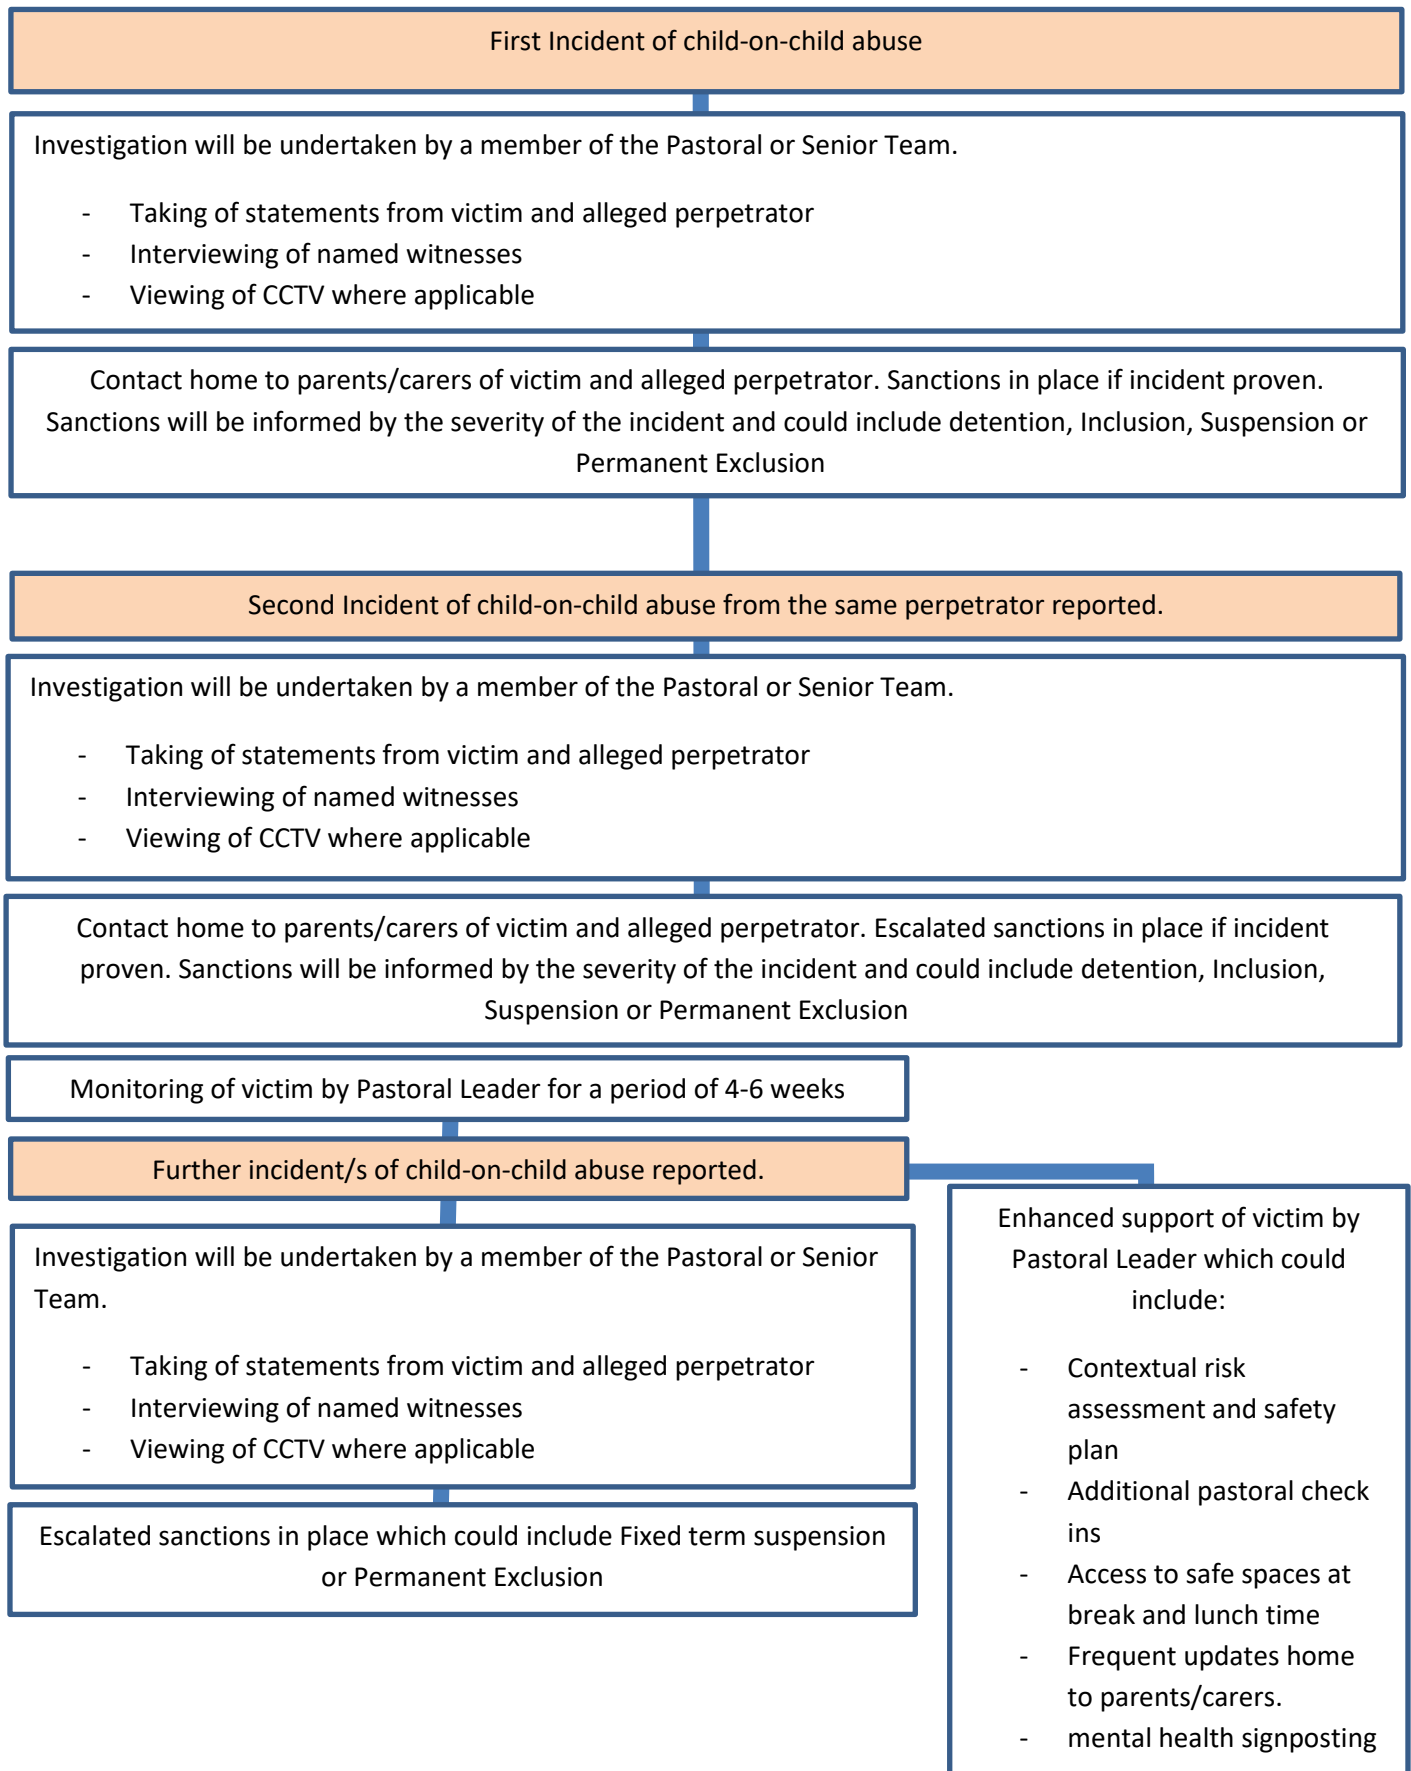 First Incident of child-on-child abuse
Investigation will be undertaken by a member of the Pastoral or Senior Team.
- Taking of statements from victim and alleged perpetrator
- Interviewing of named witnesses
- Viewing of CCTV where applicable
Contact home to parents/carers of victim and alleged perpetrator. Sanctions in place if incident proven.
Sanctions will be informed by the severity of the incident and could include detention, Inclusion, Suspension or
Permanent Exclusion
Second Incident of child-on-child abuse from the same perpetrator reported.
Investigation will be undertaken by a member of the Pastoral or Senior Team.
- Taking of statements from victim and alleged perpetrator
- Interviewing of named witnesses
- Viewing of CCTV where applicable
Contact home to parents/carers of victim and alleged perpetrator. Escalated sanctions in place if incident
proven. Sanctions will be informed by the severity of the incident and could include detention, Inclusion,
Suspension or Permanent Exclusion
Monitoring of victim by Pastoral Leader for a period of 4-6 weeks
Further incident/s of child-on-child abuse reported.
Investigation will be undertaken by a member of the Pastoral or Senior
Team.
- Taking of statements from victim and alleged perpetrator
- Interviewing of named witnesses
- Viewing of CCTV where applicable
Escalated sanctions in place which could include Fixed term suspension
or Permanent Exclusion
Enhanced support of victim by
Pastoral Leader which could
include:
- Contextual risk
assessment and safety
plan
- Additional pastoral check
ins
- Access to safe spaces at
break and lunch time
- Frequent updates home
to parents/carers.
- mental health signposting